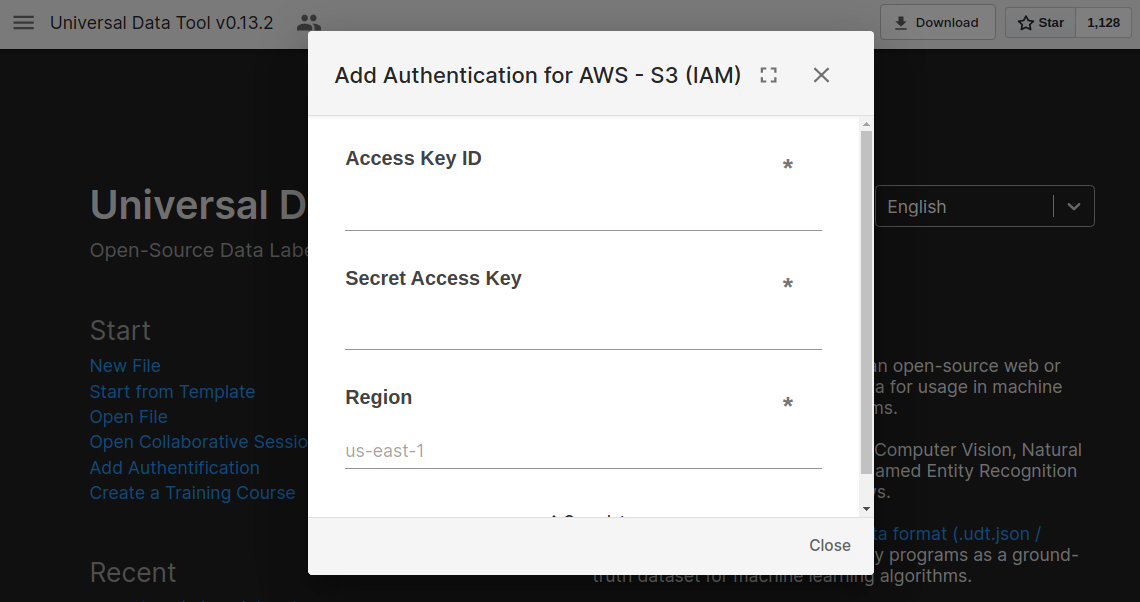 Universal Data Tool v0.13.2
Download
Star
1,128
Add Authentication for AWS - S3 (IAM)
Access Key ID
*
Secret Access Key
*
Region
*
us-east-1
Close
Universal D
Open-Source Data Labe
English
Start
New File
Start from Template
Open File
Open Collaborative Sessio
Add Authentification
Create a Training Course
Recent
an open-source web or
a for usage in machine
ms.
Computer Vision, Natural
amed Entity Recognition
ws.
ta format (.udt.json /
y programs as a ground-
truth dataset for machine learning algorithms.